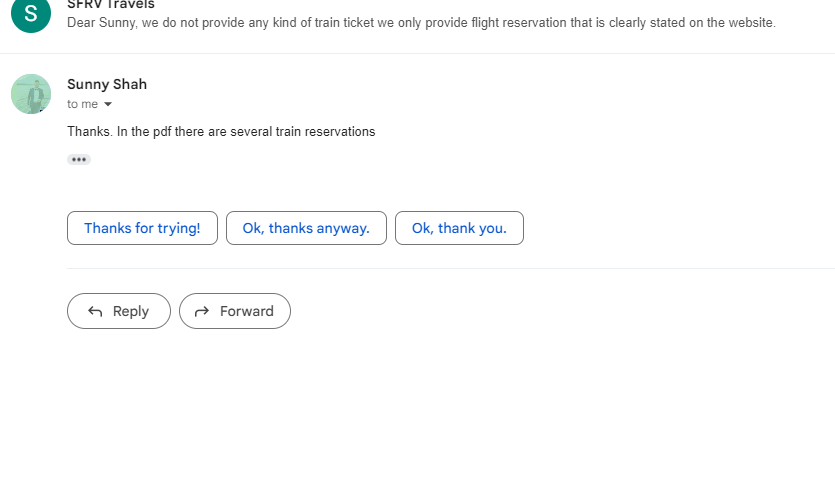 SFRV Travels
Dear Sunny, we do not provide any kind of train ticket we only provide flight reservation that is clearly stated on the website.
S
Sunny Shah
to me
Thanks. In the pdf there are several train reservations
Thanks for trying!
Ok, thanks anyway.
Ok, thank you.
Reply
Forward